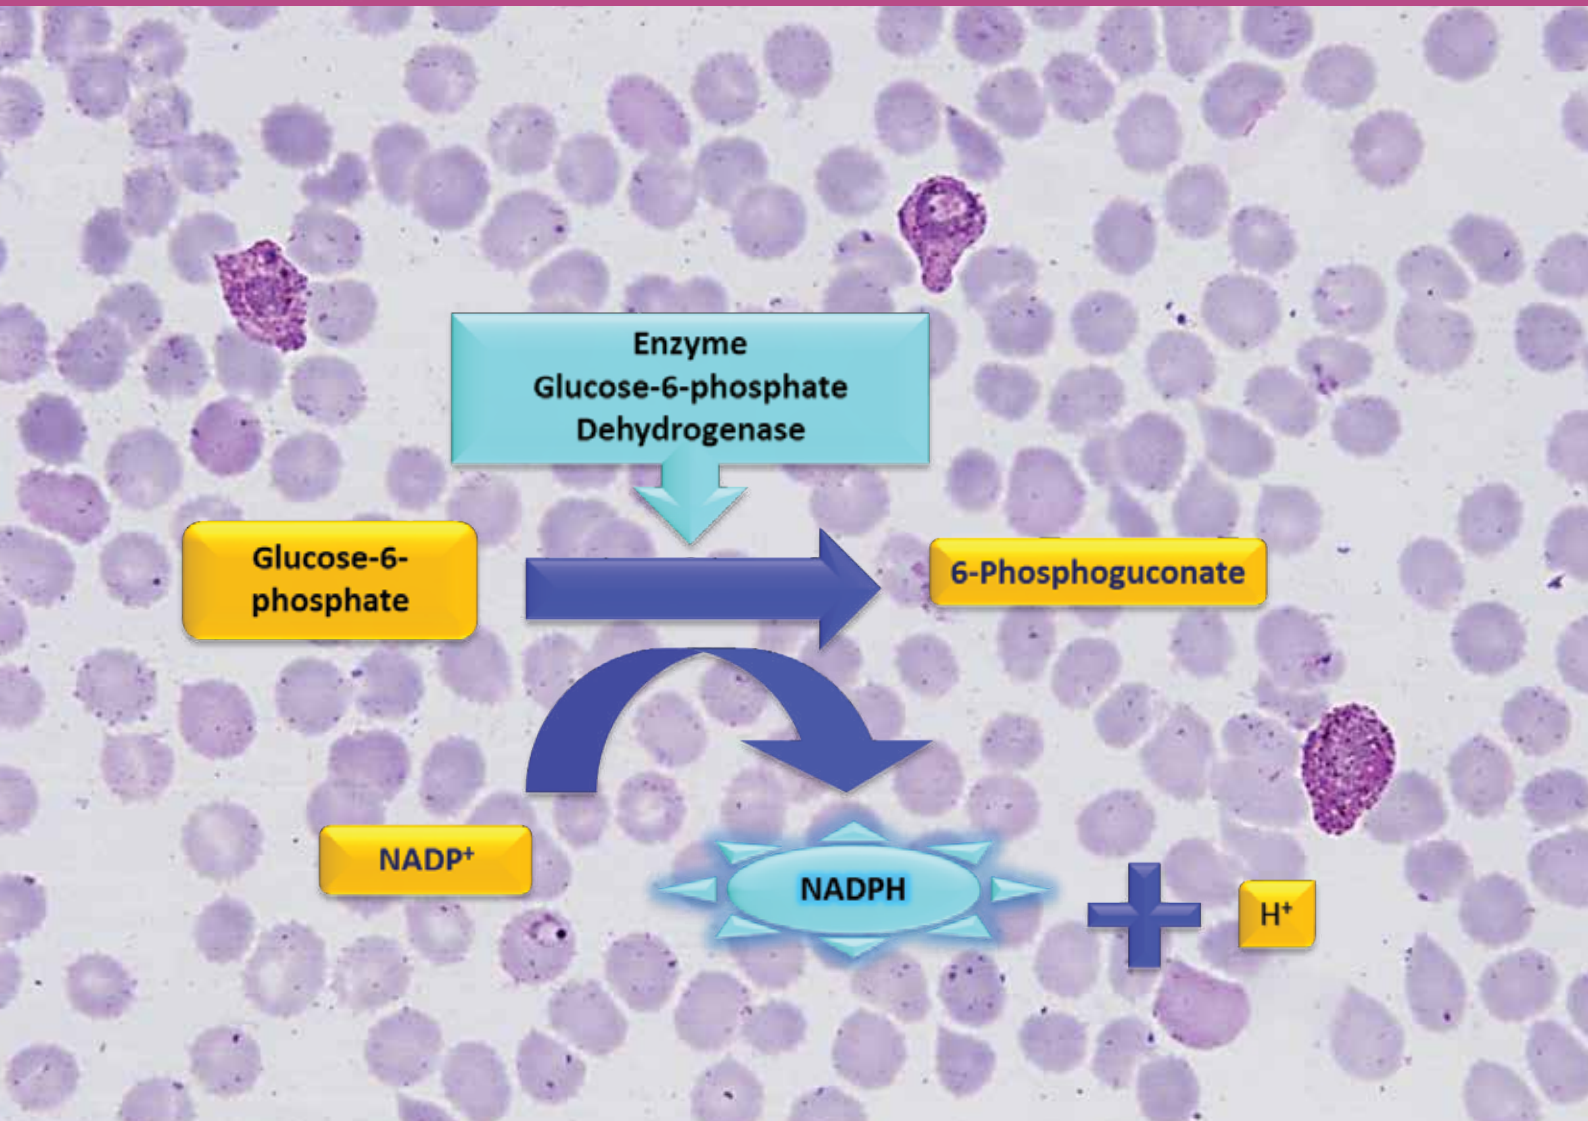 Enzyme
Glucose-6-phosphate
Dehydrogenase
Glucose-6-
phosphate
6-Phosphoguconate
NADP⁺
NADPH
H⁺